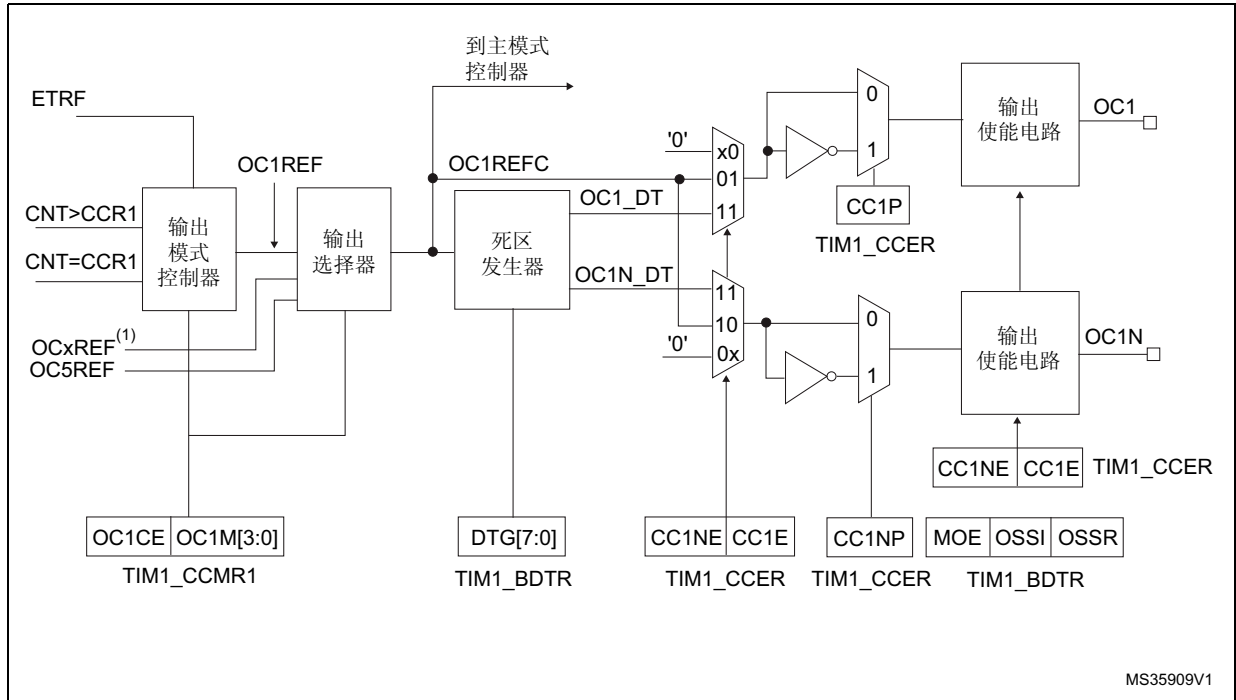 到主模式
控制器
ETRF
OC1REF
CNT>CCR1
CNT=CCR1
输出
模式
控制器
输出
选择器
OCxREF(1)
OC5REF
OC1REFC
死区
发生器
OC1_DT
OC1N_DT
'0'
x0
01
11
11
10
0x
'0'
0
1
CC1P
TIM1_CCER
0
1
输出
使能电路
OC1
输出
使能电路
OC1N
CC1NE CC1E TIM1_CCER
OC1CE OC1M[3:0]
TIM1_CCMR1
DTG[7:0]
TIM1_BDTR
CC1NE CC1E
TIM1_CCER
CC1NP
TIM1_CCER
MOE OSSI OSSR
TIM1_BDTR
MS35909V1